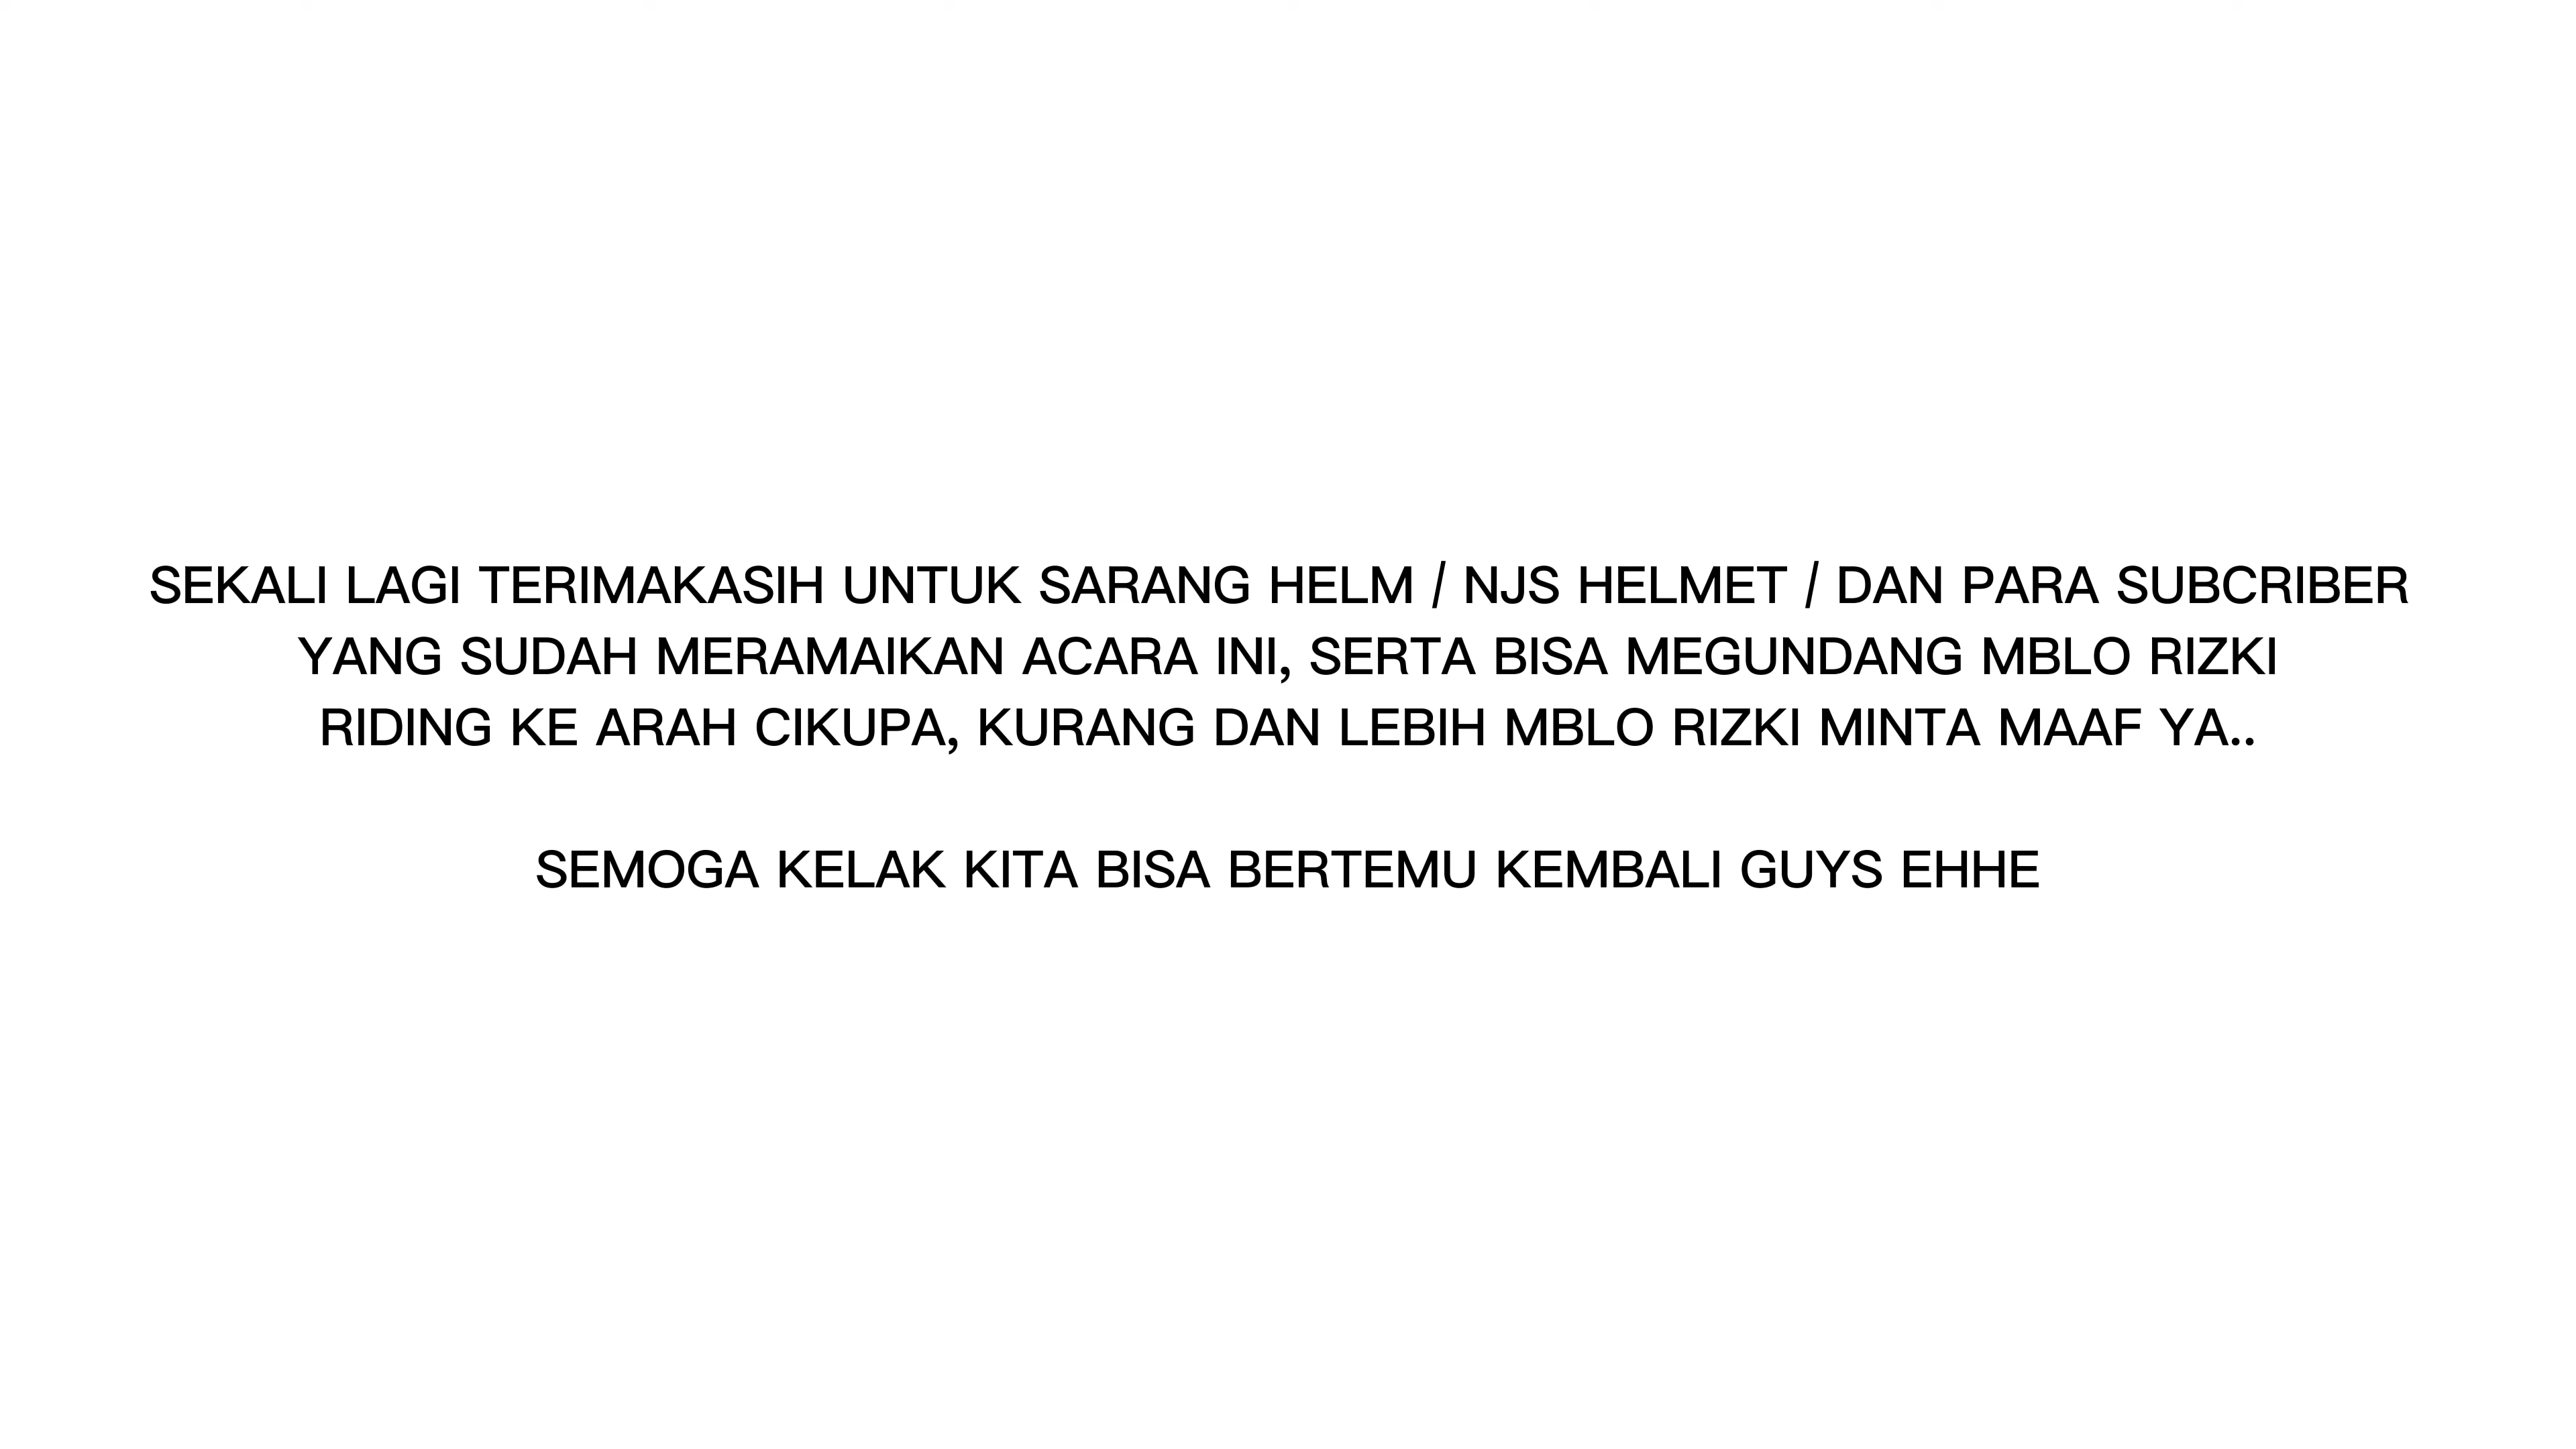 SEKALI LAGI TERIMAKASIH UNTUK SARANG HELM / NJS HELMET / DAN PARA SUBCRIBER
YANG SUDAH MERAMAIKAN ACARA INI, SERTA BISA MEGUNDANG MBLO RIZKI
RIDING KE ARAH CIKUPA, KURANG DAN LEBIH MBLO RIZKI MINTA MAAF YA..
SEMOGA KELAK KITA BISA BERTEMU KEMBALI GUYS EHHE